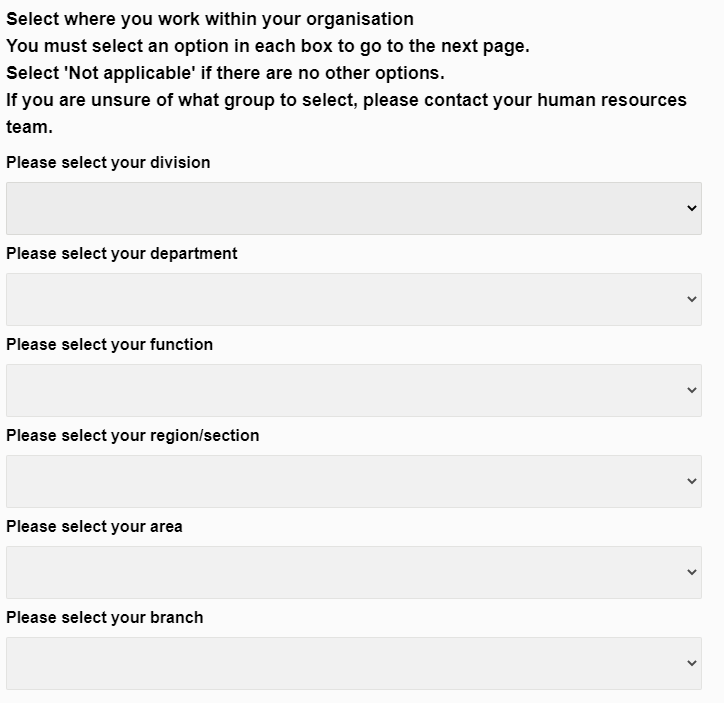 Select where you work within your organisation
You must select an option in each box to go to the next page.
Select 'Not applicable' if there are no other options.
If you are unsure of what group to select, please contact your human resources
team.
Please select your division
Please select your department
Please select your function
Please select your region/section
Please select your area
Please select your branch